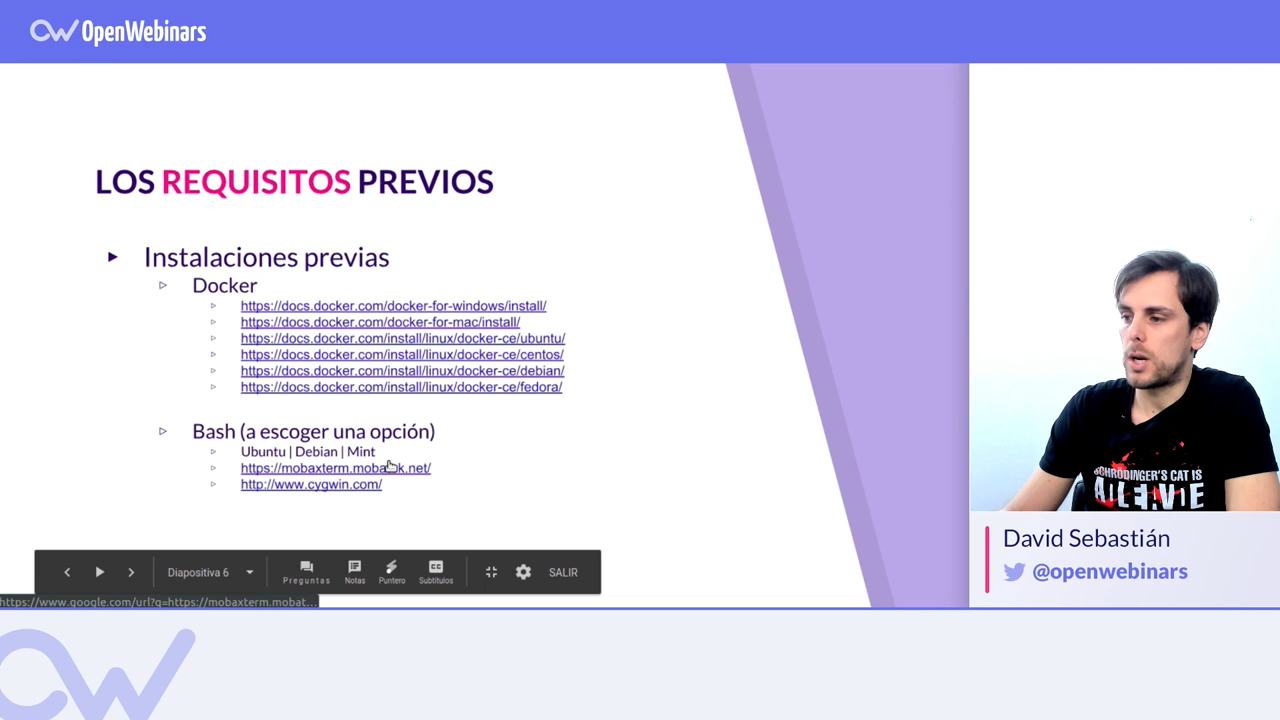 OpenWebinars
LOS REQUISITOS PREVIOS
Instalaciones previas
Docker
https://docs.docker.com/docker-for-windows/install/
https://docs.docker.com/docker-for-mac/install/
https://docs.docker.com/install/linux/docker-ce/ubuntu/
https://docs.docker.com/install/linux/docker-ce/centos/
https://docs.docker.com/install/linux/docker-ce/debian/
https://docs.docker.com/install/linux/docker-ce/fedora/
Bash (a escoger una opción)
Ubuntu | Debian | Mint
https://mobaxterm.mobatek.net/
http://www.cygwin.com/
SCHRODINGER'S CAT IS
David Sebastián
@openwebinars
Diapositiva 6
Preguntas
Notas
Puntero
Subtítulos
SALIR
https://www.google.com/url?q=https://mobaxterm.mobat...